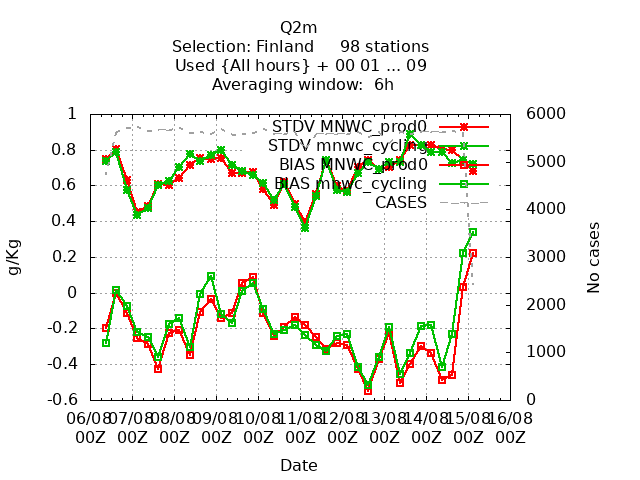 Q2m
Selection: Finland     98 stations
Used {All hours} + 00 01 ... 09
Averaging window:  6h
STDV MNWC_prod0
STDV mnwc_cycling
BIAS MNWC_prod0
BIAS mnwc_cycling
CASES
g/Kg
1
0.8
0.6
0.4
0.2
0
-0.2
-0.4
-0.6
No cases
6000
5000
4000
3000
2000
1000
0
06/08 07/08 08/08 09/08 10/08 11/08 12/08 13/08 14/08 15/08 16/08
00Z 00Z 00Z 00Z 00Z 00Z 00Z 00Z 00Z 00Z 00Z
Date